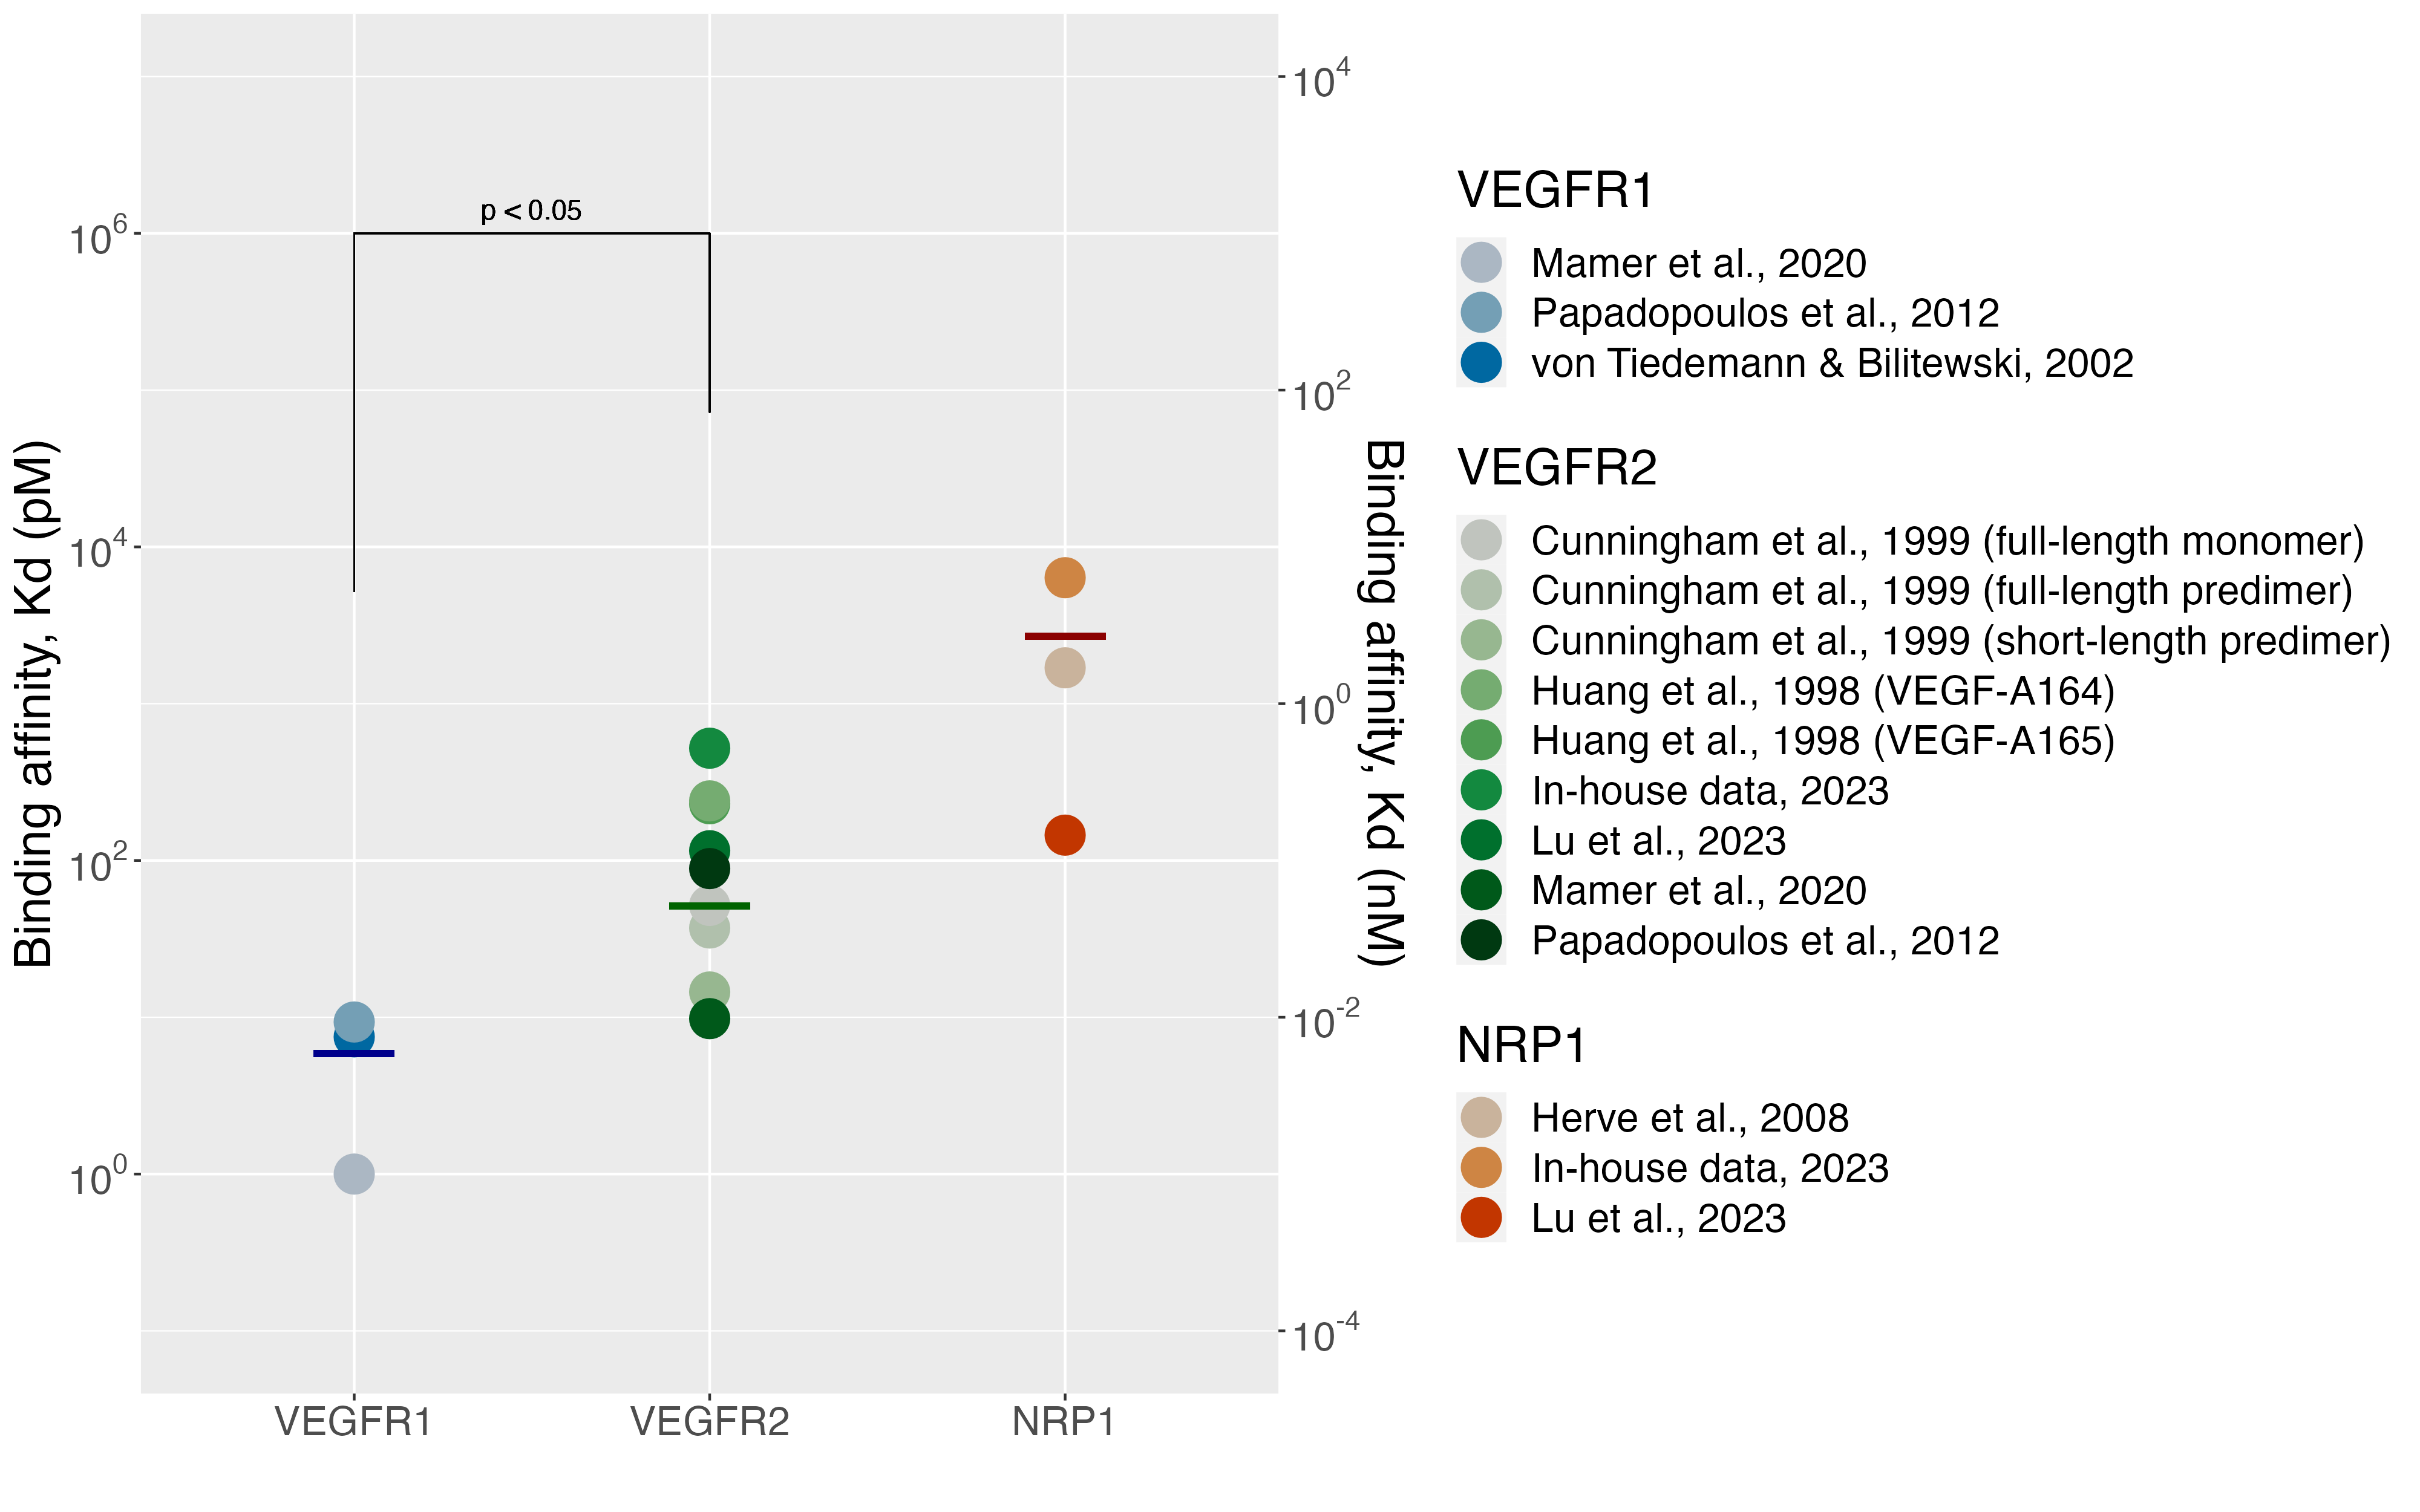 Binding affinity, Kd (pM)
10^6
10^4
10^2
10^0
p < 0.05
VEGFR1
VEGFR2
NRP1
10^4
10^2
10^0
10^-2
10^-4
Binding affinity, Kd (nM)
VEGFR1
Mamer et al., 2020
Papadopoulos et al., 2012
von Tiedemann & Bilitewski, 2002
VEGFR2
Cunningham et al., 1999 (full-length monomer)
Cunningham et al., 1999 (full-length predimer)
Cunningham et al., 1999 (short-length predimer)
Huang et al., 1998 (VEGF-A164)
Huang et al., 1998 (VEGF-A165)
In-house data, 2023
Lu et al., 2023
Mamer et al., 2020
Papadopoulos et al., 2012
NRP1
Herve et al., 2008
In-house data, 2023
Lu et al., 2023